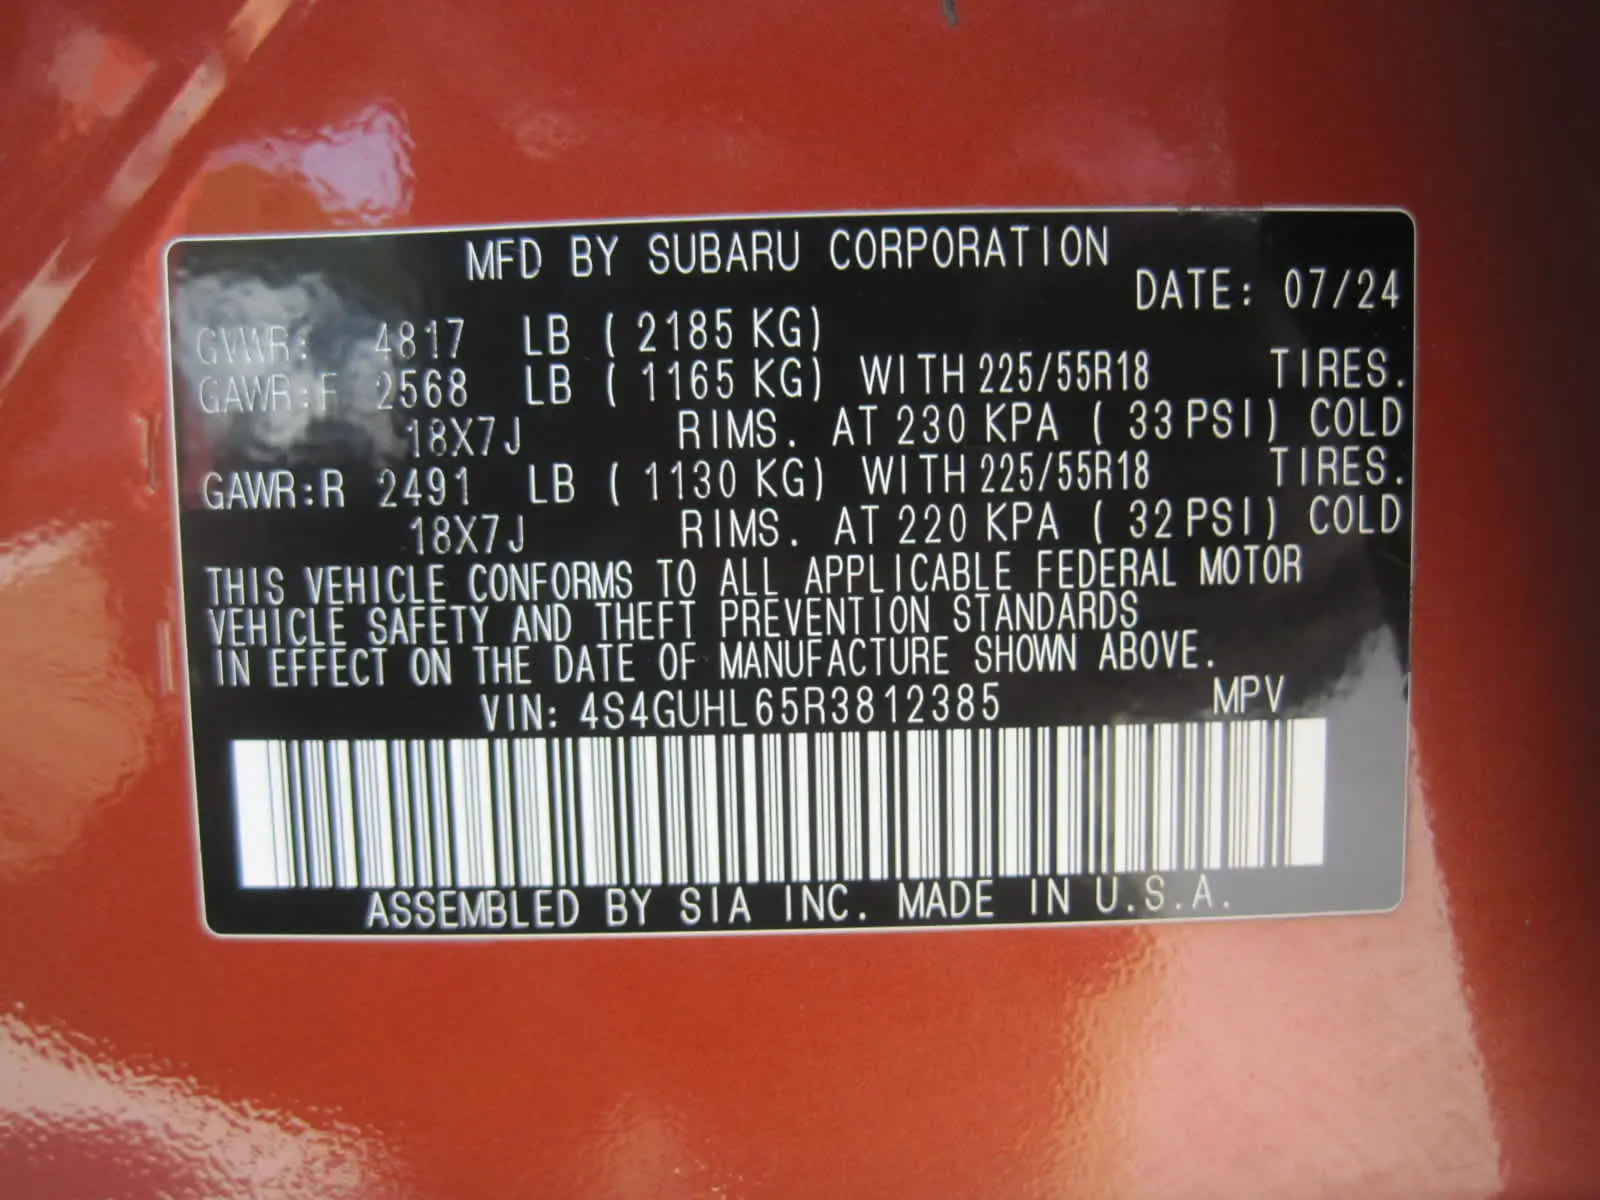 MFD BY SUBARU CORPORATION
DATE: 07/24
GVWR: 4817 LB ( 2185 KG)
GAWR:F 2568 LB ( 1165 KG) WITH 225/55R18 TIRES.
18X7J RIMS. AT 230 KPA ( 33 PSI) COLD
GAWR:R 2491 LB ( 1130 KG) WITH 225/55R18 TIRES.
18X7J RIMS. AT 220 KPA ( 32 PSI) COLD
THIS VEHICLE CONFORMS TO ALL APPLICABLE FEDERAL MOTOR
VEHICLE SAFETY AND THEFT PREVENTION STANDARDS
IN EFFECT ON THE DATE OF MANUFACTURE SHOWN ABOVE.
VIN: 4S4GUHL65R3812385 MPV
ASSEMBLED BY SIA INC. MADE IN U.S.A.